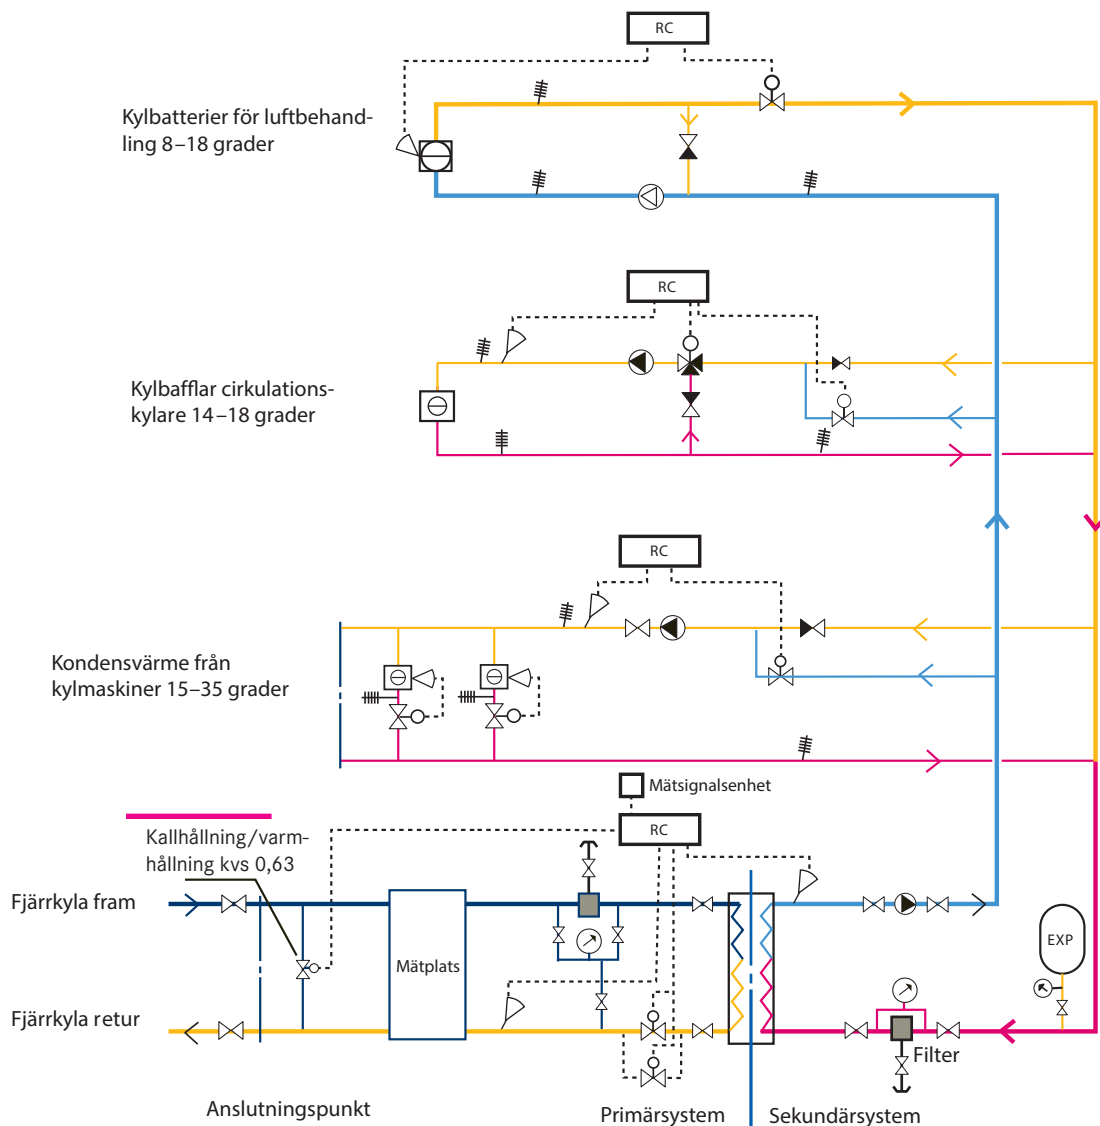 RC
Kylbatterier för luftbehand-
ling 8–18 grader
RC
Kylbafflar cirkulations-
kylare 14–18 grader
RC
Kondensvärme från
kylmaskiner 15–35 grader
Mätsignalsenhet
RC
Kallhållning/varm-
hållning kvs 0,63
Fjärrkyla fram
EXP
Mätplats
Fjärrkyla retur
Filter
Anslutningspunkt
Primärsystem
Sekundärsystem